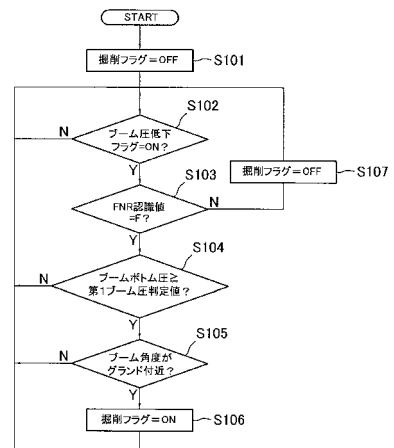 START
掘削フラグ=OFF
S101
S102
N
ブーム圧低下
フラグ=ON?
Y
S103
掘削フラグ=OFF
S107
FNR認識値
=F?
N
Y
S104
N
ブームボトム圧≧
第1ブーム圧判定値?
Y
S105
N
ブーム角度が
グランド付近?
Y
掘削フラグ=ON
S106